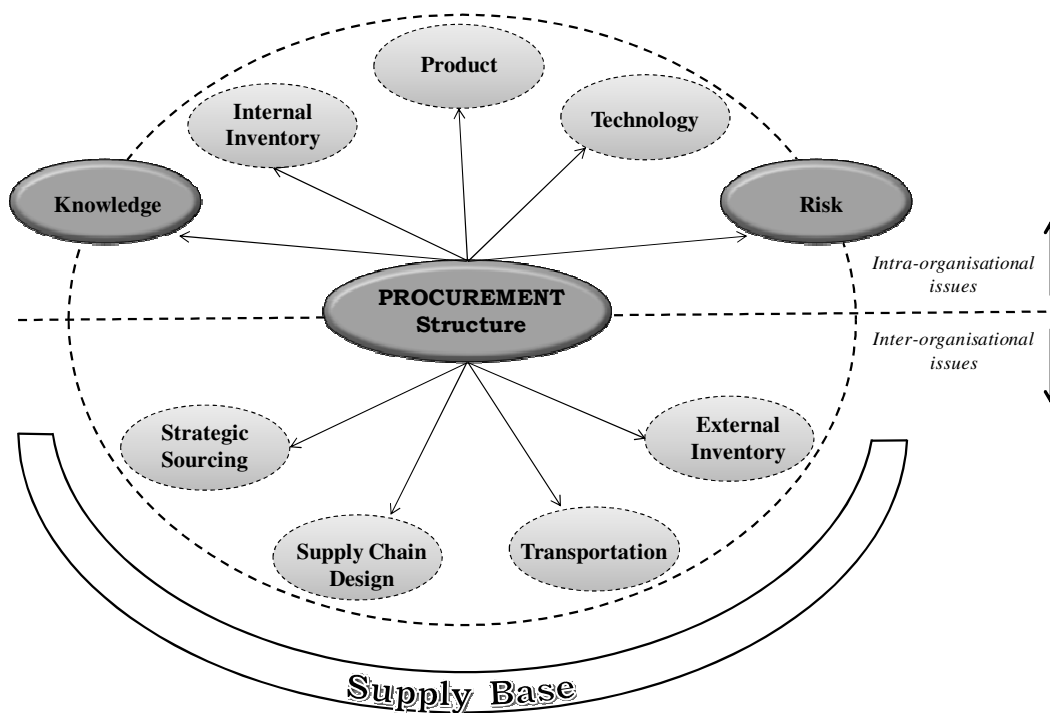 Product
Internal
Inventory
Technology
Knowledge
Risk
Intra-organisational
issues
PROCUREMENT
Structure
Inter-organisational
issues
Strategic
Sourcing
External
Inventory
Supply Chain
Design
Transportation
Supply Base